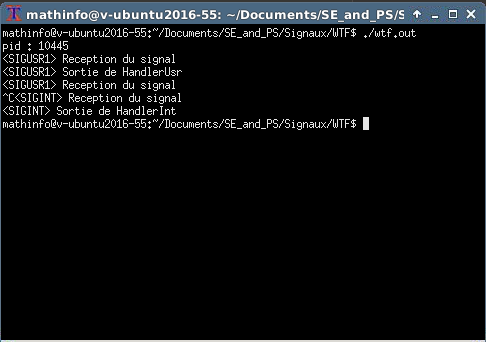 mathinfo@v-ubuntu2016-55: ~/Documents/SE_and_PS/S
mathinfo@v-ubuntu2016-55:~/Documents/SE_and_PS/Signaux/WTF$ ./wtf.out
pid : 10445
<SIGUSR1> Reception du signal
<SIGUSR1> Sortie de HandlerUsr
<SIGUSR1> Reception du signal
^C<SIGINT> Reception du signal
<SIGINT> Sortie de HandlerInt
mathinfo@v-ubuntu2016-55:~/Documents/SE_and_PS/Signaux/WTF$